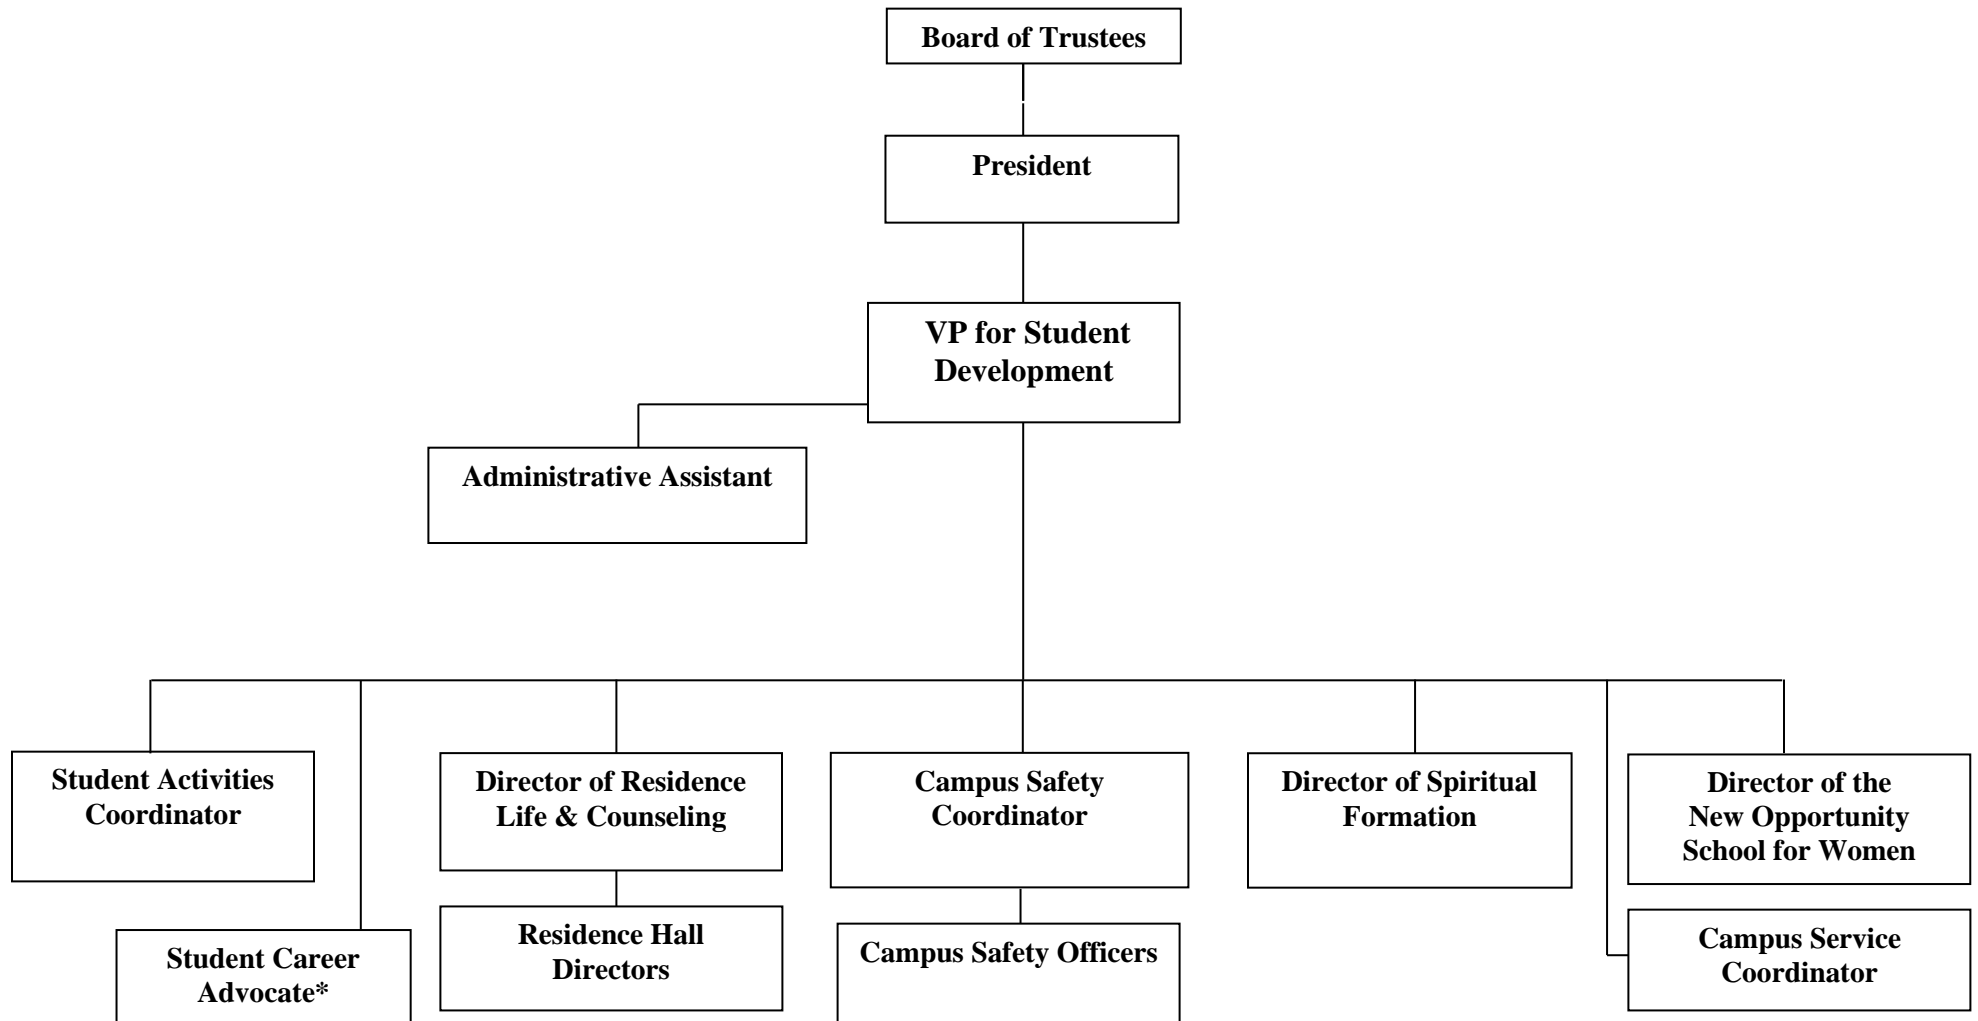 Board of Trustees
President
VP for Student
Development
Administrative Assistant
Student Activities
Coordinator
Director of Residence
Life & Counseling
Campus Safety
Coordinator
Director of Spiritual
Formation
Director of the
New Opportunity
School for Women
Student Career
Advocate*
Residence Hall
Directors
Campus Safety Officers
Campus Service
Coordinator